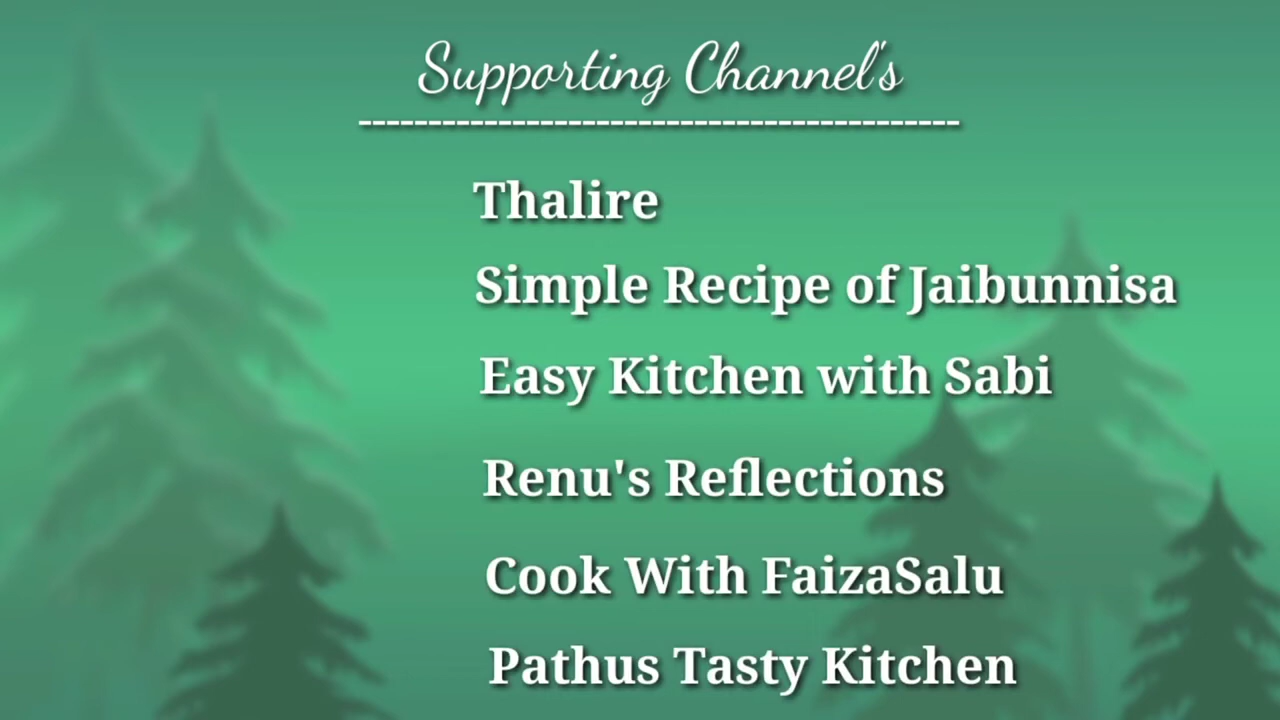 Supporting Channel's
-------------------------------------------
Thalire
Simple Recipe of Jaibunnisa
Easy Kitchen with Sabi
Renu's Reflections
Cook With FaizaSalu
Pathus Tasty Kitchen